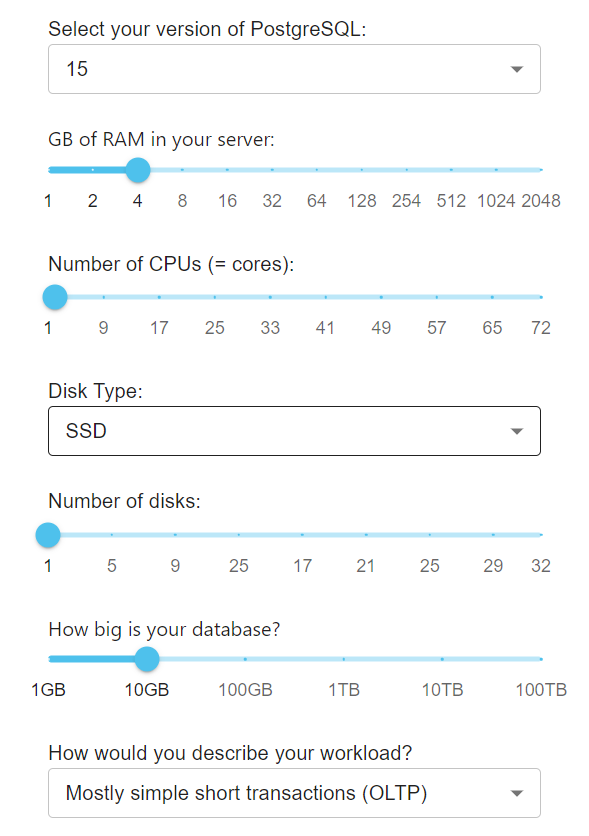 Select your version of PostgreSQL:
15
GB of RAM in your server:
1 2 4 8 16 32 64 128 254 512 1024 2048
Number of CPUs (= cores):
1 9 17 25 33 41 49 57 65 72
Disk Type:
SSD
Number of disks:
1 5 9 25 17 21 25 29 32
How big is your database?
1GB 10GB 100GB 1TB 10TB 100TB
How would you describe your workload?
Mostly simple short transactions (OLTP)